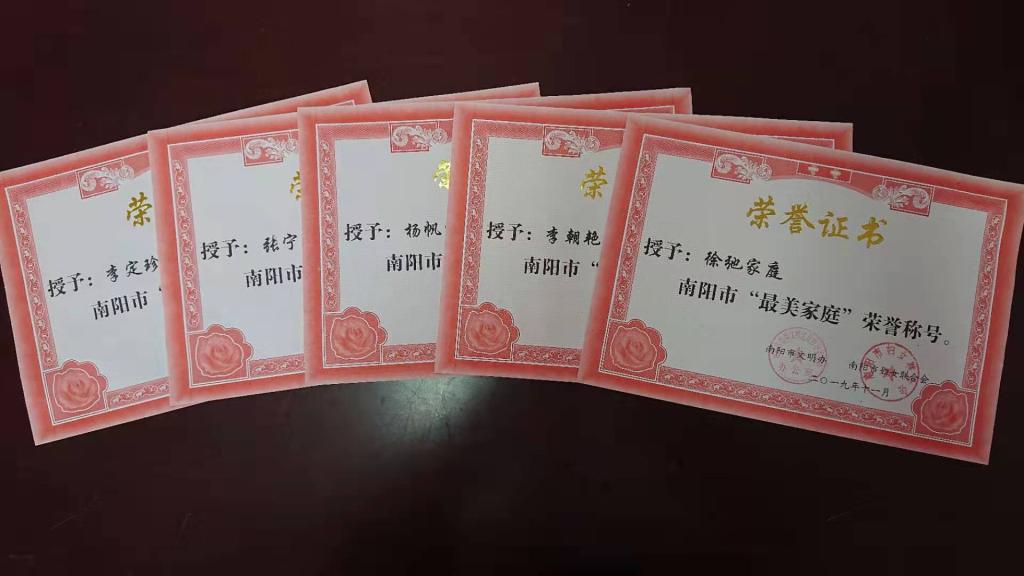 荣
授予：李定珍
南阳市“
荣
授予：张宁
南阳市
授予：杨帆
南阳市
荣
授予：李朝艳
南阳市“
荣誉证书
授予：徐驰家庭
南阳市“最美家庭”荣誉称号。
南阳市文明办
南阳市妇女联合会
二〇一九年十一月